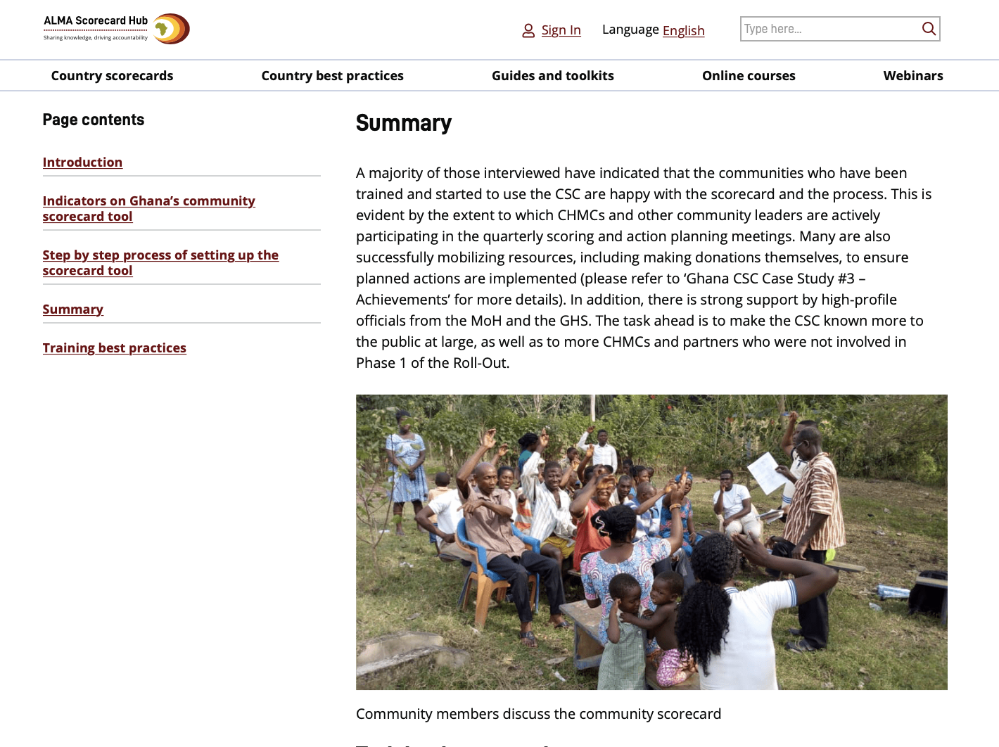 ALMA Scorecard Hub
Sharing knowledge, driving accountability
Sign In
Language English
Type here...
Country scorecards
Country best practices
Guides and toolkits
Online courses
Webinars
Page contents
Introduction
Indicators on Ghana’s community
scorecard tool
Step by step process of setting up the
scorecard tool
Summary
Training best practices
Summary
A majority of those interviewed have indicated that the communities who have been
trained and started to use the CSC are happy with the scorecard and the process. This is
evident by the extent to which CHMCs and other community leaders are actively
participating in the quarterly scoring and action planning meetings. Many are also
successfully mobilizing resources, including making donations themselves, to ensure
planned actions are implemented (please refer to ‘Ghana CSC Case Study #3 –
Achievements’ for more details). In addition, there is strong support by high-profile
officials from the MoH and the GHS. The task ahead is to make the CSC known more to
the public at large, as well as to more CHMCs and partners who were not involved in
Phase 1 of the Roll-Out.
Community members discuss the community scorecard